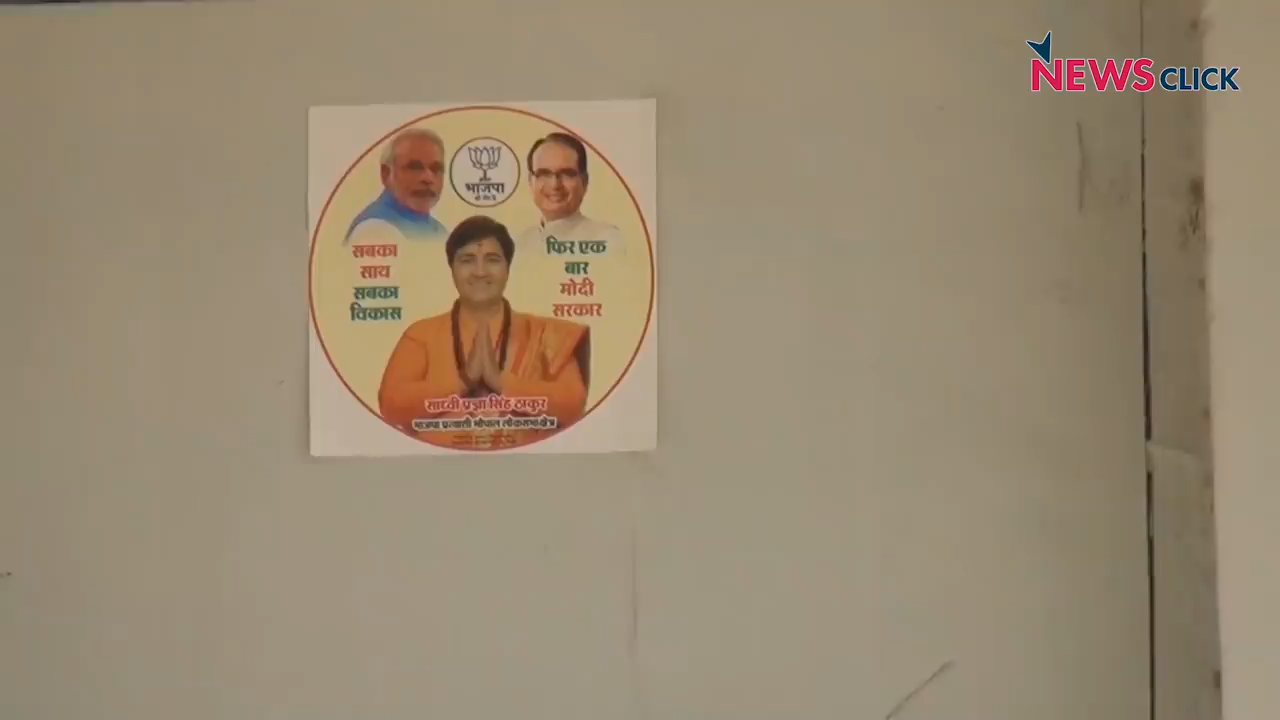 NEWSCLICK
भाजपा
सबका
साथ
सबका
विकास
फिर एक
बार
मोदी
सरकार
साध्वी प्रज्ञा सिंह ठाकुर
भाजपा प्रत्याशी भोपाल लोकसभा क्षेत्र